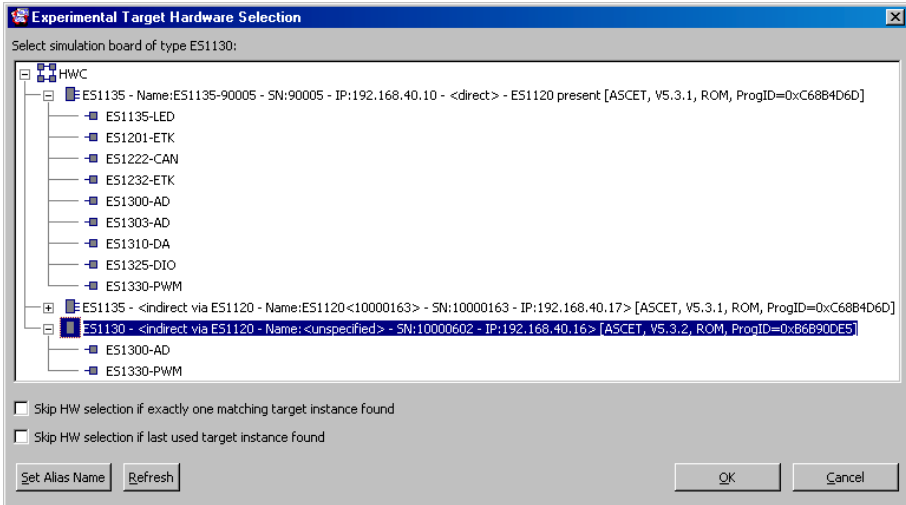 Experimental Target Hardware Selection
Select simulation board of type ES1130:
HWC
ES1135 - Name:ES1135-90005 - SN:90005 - IP:192.168.40.10 - <direct> - ES1120 present [ASCET, V5.3.1, ROM, ProgID=0xC68B4D6D]
ES1135-LED
ES1201-ETK
ES1222-CAN
ES1232-ETK
ES1300-AD
ES1303-AD
ES1310-DA
ES1325-DIO
ES1330-PWM
ES1135 - <indirect via ES1120 - Name:ES1120<10000163> - SN:10000163 - IP:192.168.40.17> [ASCET, V5.3.1, ROM, ProgID=0xC68B4D6D]
ES1130 - <indirect via ES1120 - Name:<unspecified> - SN:10000602 - IP:192.168.40.16> [ASCET, V5.3.2, ROM, ProgID=0xB6B90DE5]
ES1300-AD
ES1330-PWM
Skip HW selection if exactly one matching target instance found
Skip HW selection if last used target instance found
Set Alias Name Refresh OK Cancel